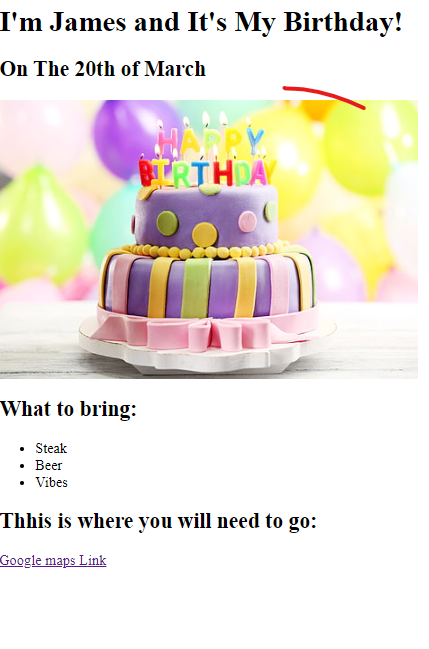 I'm James and It's My Birthday!
On The 20th of March
HAPPY
BIRTHDAY
What to bring:
Steak
Beer
Vibes
Thhis is where you will need to go:
Google maps Link